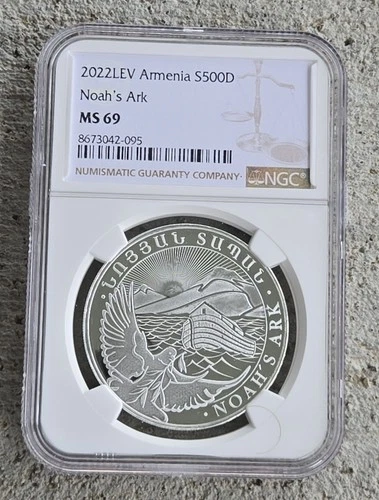 2022LEV Armenia S500D
Noah's Ark
MS 69
8673042-095
NUMISMATIC GUARANTY COMPANY
NGC
ՆՈՅՅԱՆ ՏԱՊԱՆ
NOAH'S ARK